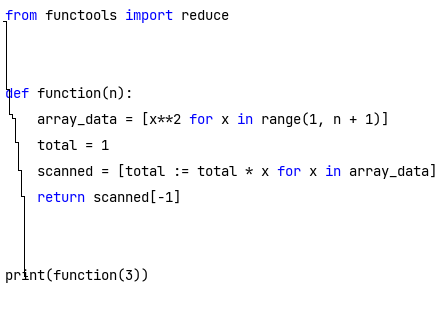 from functools import reduce
def function(n):
    array_data = [x**2 for x in range(1, n + 1)]
    total = 1
    scanned = [total := total * x for x in array_data]
    return scanned[-1]
print(function(3))